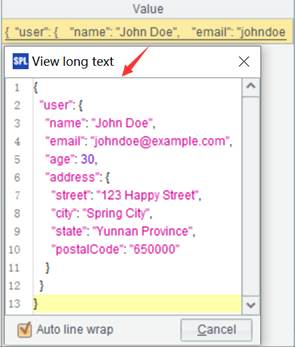 Value
{ "user": { "name": "John Doe", "email": "johndoe
SPL View long text
1 {
2 "user": {
3 "name": "John Doe",
4 "email": "johndoe@example.com",
5 "age": 30,
6 "address": {
7 "street": "123 Happy Street",
8 "city": "Spring City",
9 "state": "Yunnan Province",
10 "postalCode": "650000"
11 }
12 }
13 }
Auto line wrap Cancel